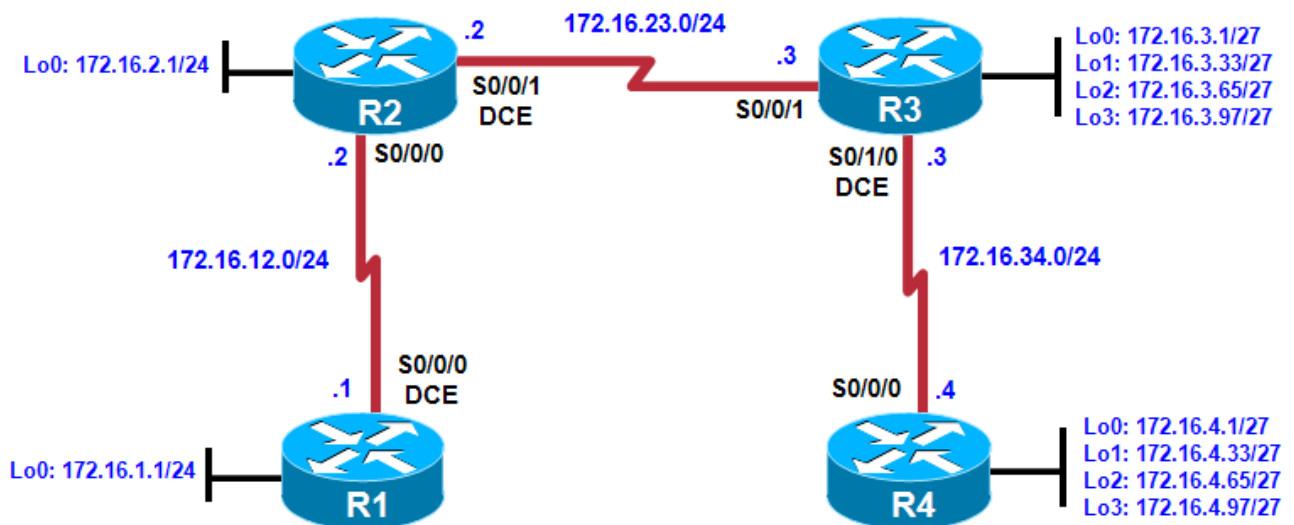 172.16.23.0/24
.2
Lo0: 172.16.2.1/24
R2
S0/0/1
DCE
.3
S0/0/1
R3
Lo0: 172.16.3.1/27
Lo1: 172.16.3.33/27
Lo2: 172.16.3.65/27
Lo3: 172.16.3.97/27
.2
S0/0/0
S0/1/0
DCE
.3
172.16.12.0/24
172.16.34.0/24
.1
S0/0/0
DCE
S0/0/0
.4
Lo0: 172.16.1.1/24
R1
R4
Lo0: 172.16.4.1/27
Lo1: 172.16.4.33/27
Lo2: 172.16.4.65/27
Lo3: 172.16.4.97/27